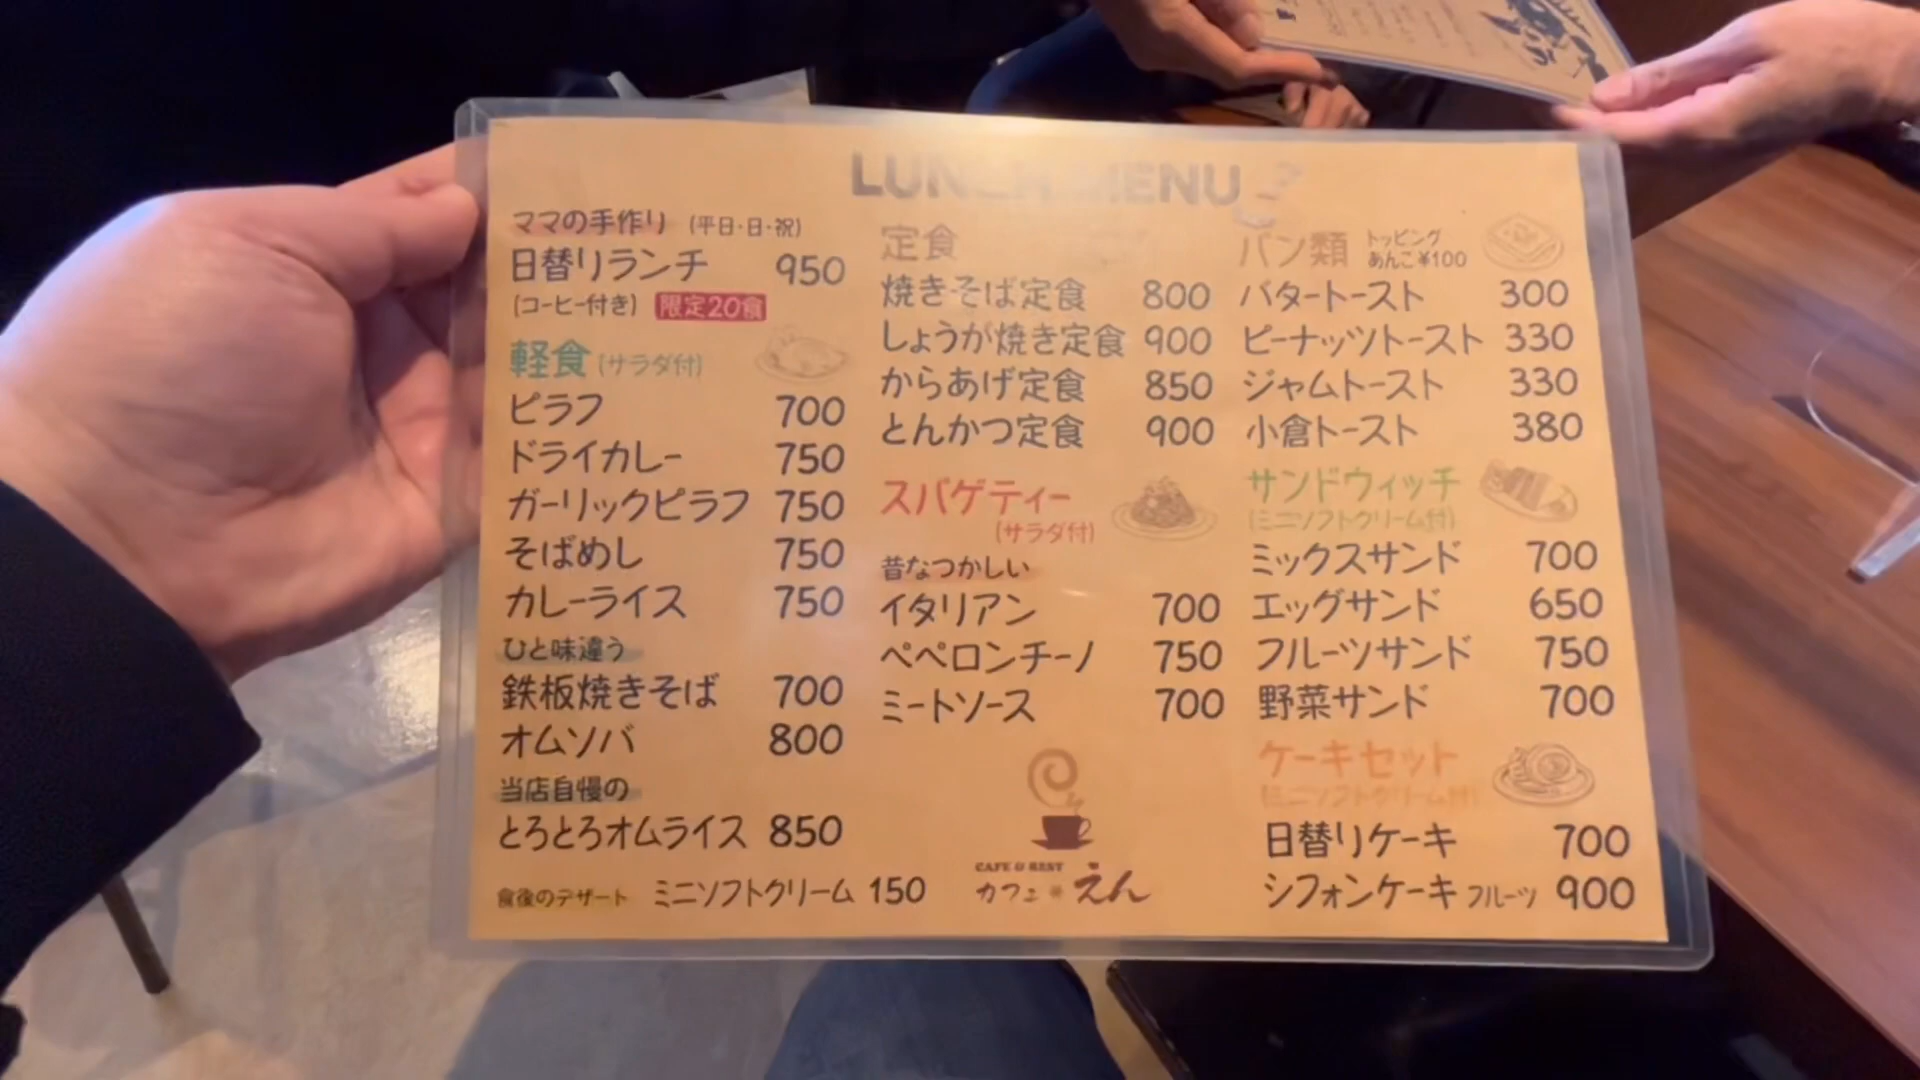 LUNCH MENU
ママの手作り (平日・日・祝)
日替りランチ 950
(コーヒー付き) 限定20食
軽食 (サラダ付)
ピラフ 700
ドライカレー 750
ガーリックピラフ 750
そばめし 750
カレーライス 750
ひと味違う
鉄板焼きそば 700
オムソバ 800
当店自慢の
とろとろオムライス 850
食後のデザート ミニソフトクリーム 150
定食
焼きそば定食 800
しょうが焼き定食 900
からあげ定食 850
とんかつ定食 900
スパゲティー
(サラダ付)
昔なつかしい
イタリアン 700
ペペロンチーノ 750
ミートソース 700
CAFE & REST
カフェ えん
パン類 トッピング
あんこ¥100
バタートースト 300
ピーナッツトースト 330
ジャムトースト 330
小倉トースト 380
サンドウィッチ
(ミニソフトクリーム付)
ミックスサンド 700
エッグサンド 650
フルーツサンド 750
野菜サンド 700
ケーキセット
(ミニソフトクリーム付)
日替りケーキ 700
シフォンケーキ フルーツ 900